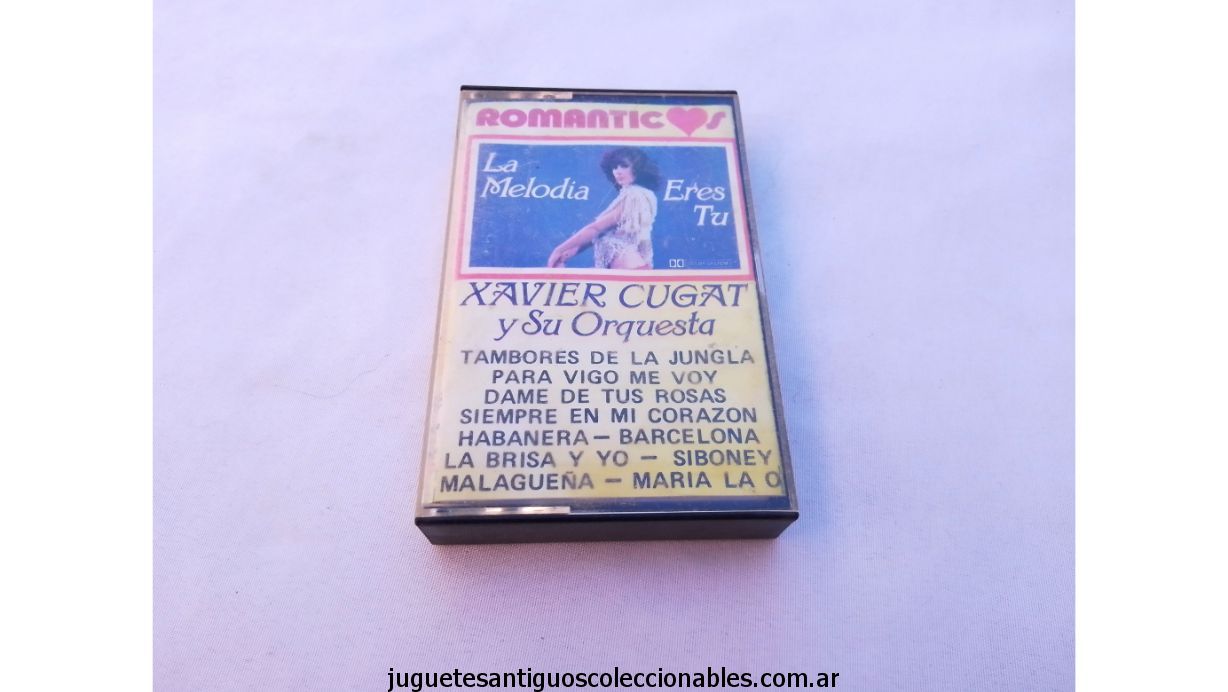 ROMANTIC♥S
La Melodia
Eres Tu
XAVIER CUGAT
y Su Orquesta
TAMBORES DE LA JUNGLA
PARA VIGO ME VOY
DAME DE TUS ROSAS
SIEMPRE EN MI CORAZON
HABANERA — BARCELONA
LA BRISA Y YO — SIBONEY
MALAGUEÑA — MARIA LA O
juguetesantiguoscoleccionables.com.ar